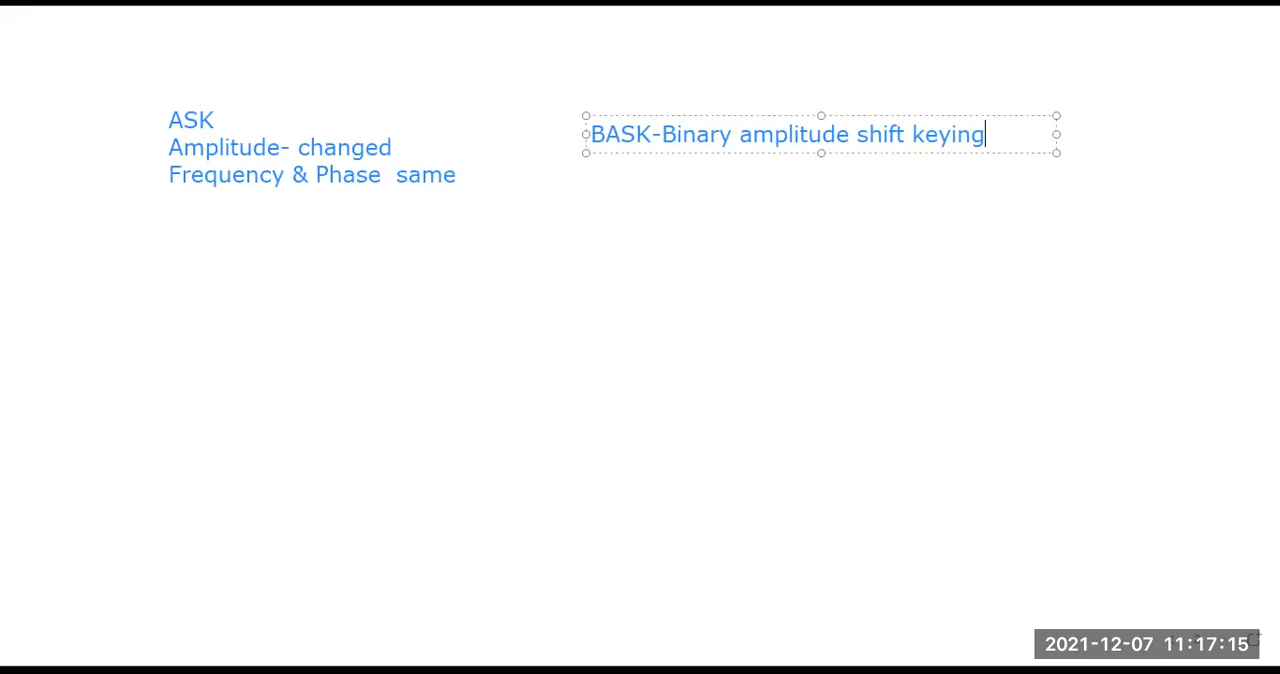 ASK
Amplitude- changed
Frequency & Phase  same
BASK-Binary amplitude shift keying
2021-12-07 11:17:15